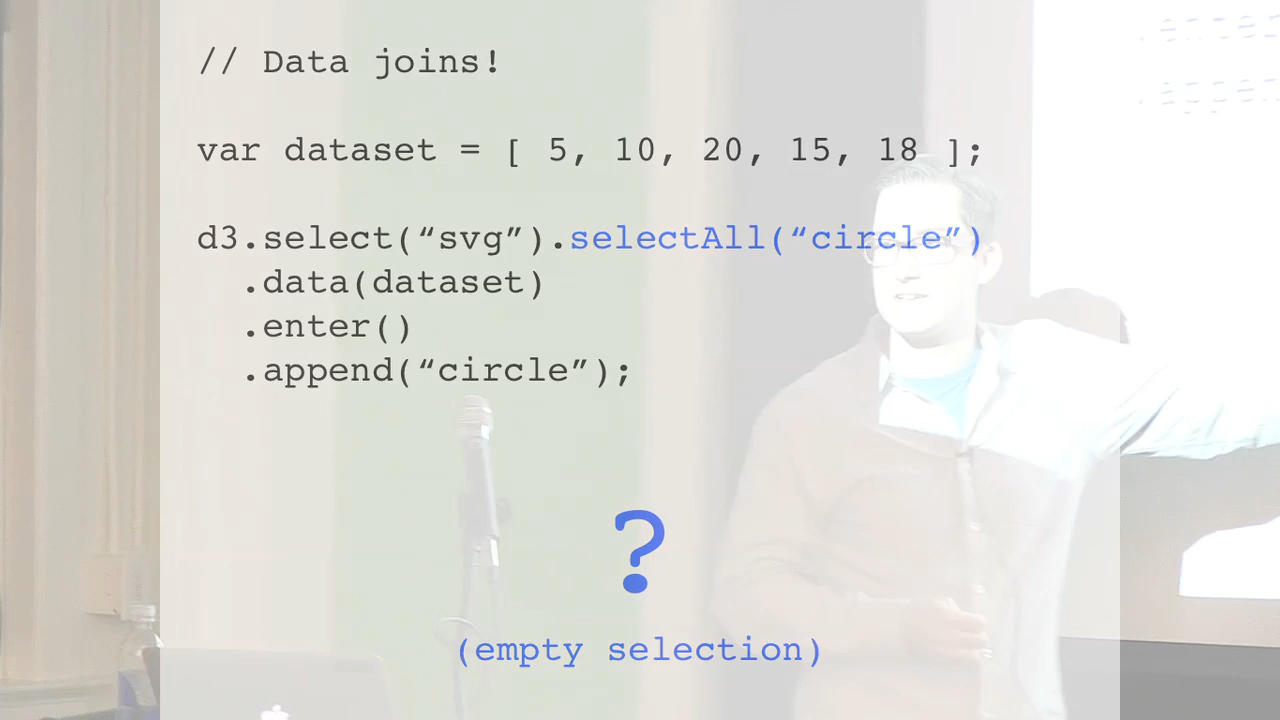 // Data joins!
var dataset = [ 5, 10, 20, 15, 18 ];
d3.select(“svg”).selectAll(“circle”)
.data(dataset)
.enter()
.append(“circle”);
?
(empty selection)